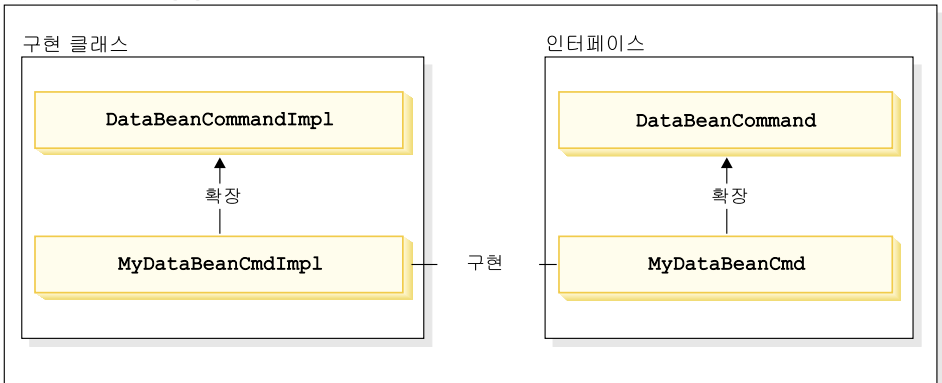 구현 클래스
인터페이스
DataBeanCommandImpl
DataBeanCommand
확장
확장
MyDataBeanCmdImpl
구현
MyDataBeanCmd